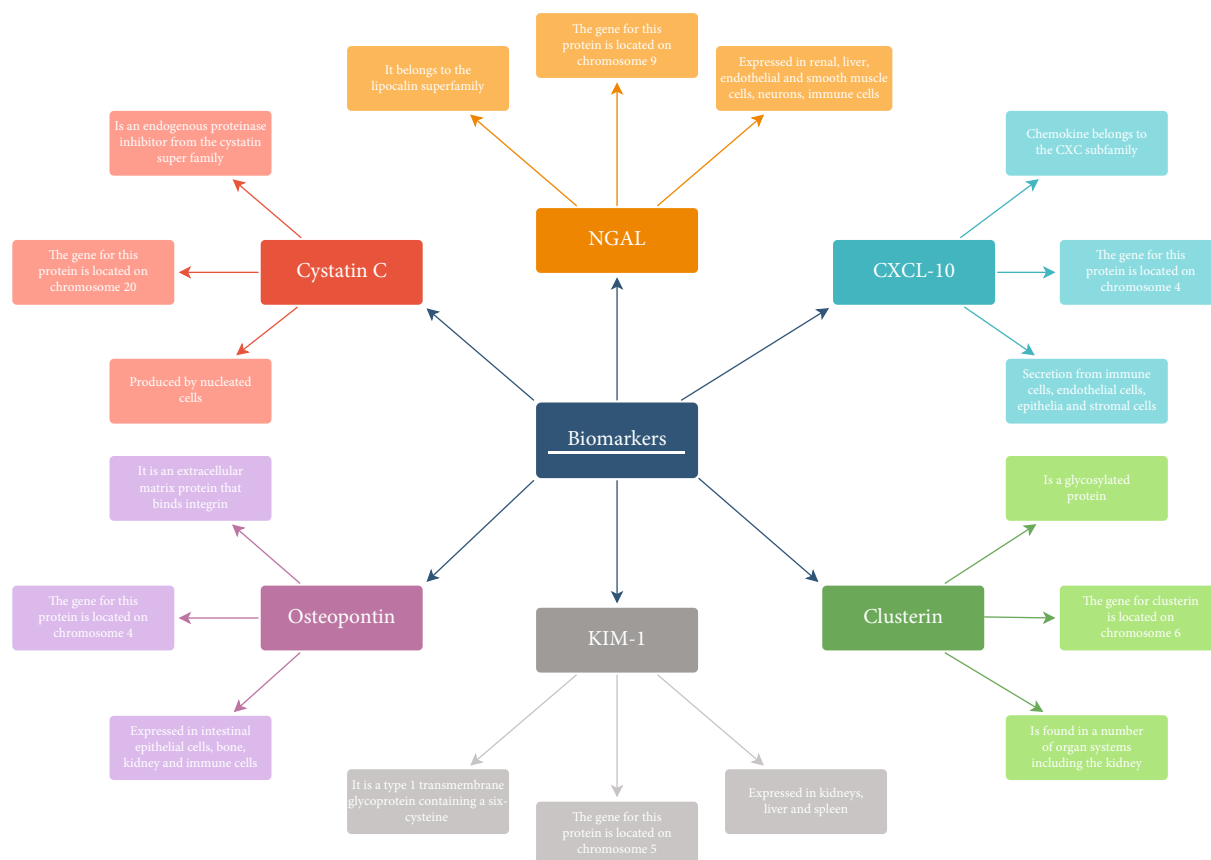 The gene for this
protein is located on
chromosome 9
It belongs to the
lipocalin superfamily
Expressed in renal, liver,
endothelial and smooth muscle
cells, neurons, immune cells
NGAL
Is an endogenous proteinase
inhibitor from the cystatin
super family
The gene for this
protein is located on
chromosome 20
Produced by nucleated
cells
Cystatin C
Chemokine belongs to
the CXC subfamily
The gene for this
protein is located on
chromosome 4
Secretion from immune
cells, endothelial cells,
epithelia and stromal cells
CXCL-10
Biomarkers
It is an extracellular
matrix protein that
binds integrin
The gene for this
protein is located on
chromosome 4
Expressed in intestinal
epithelial cells, bone,
kidney and immune cells
Osteopontin
KIM-1
It is a type 1 transmembrane
glycoprotein containing a six-
cysteine
The gene for this
protein is located on
chromosome 5
Expressed in kidneys,
liver and spleen
Clusterin
Is a glycosylated
protein
The gene for clusterin
is located on
chromosome 6
Is found in a number
of organ systems
including the kidney